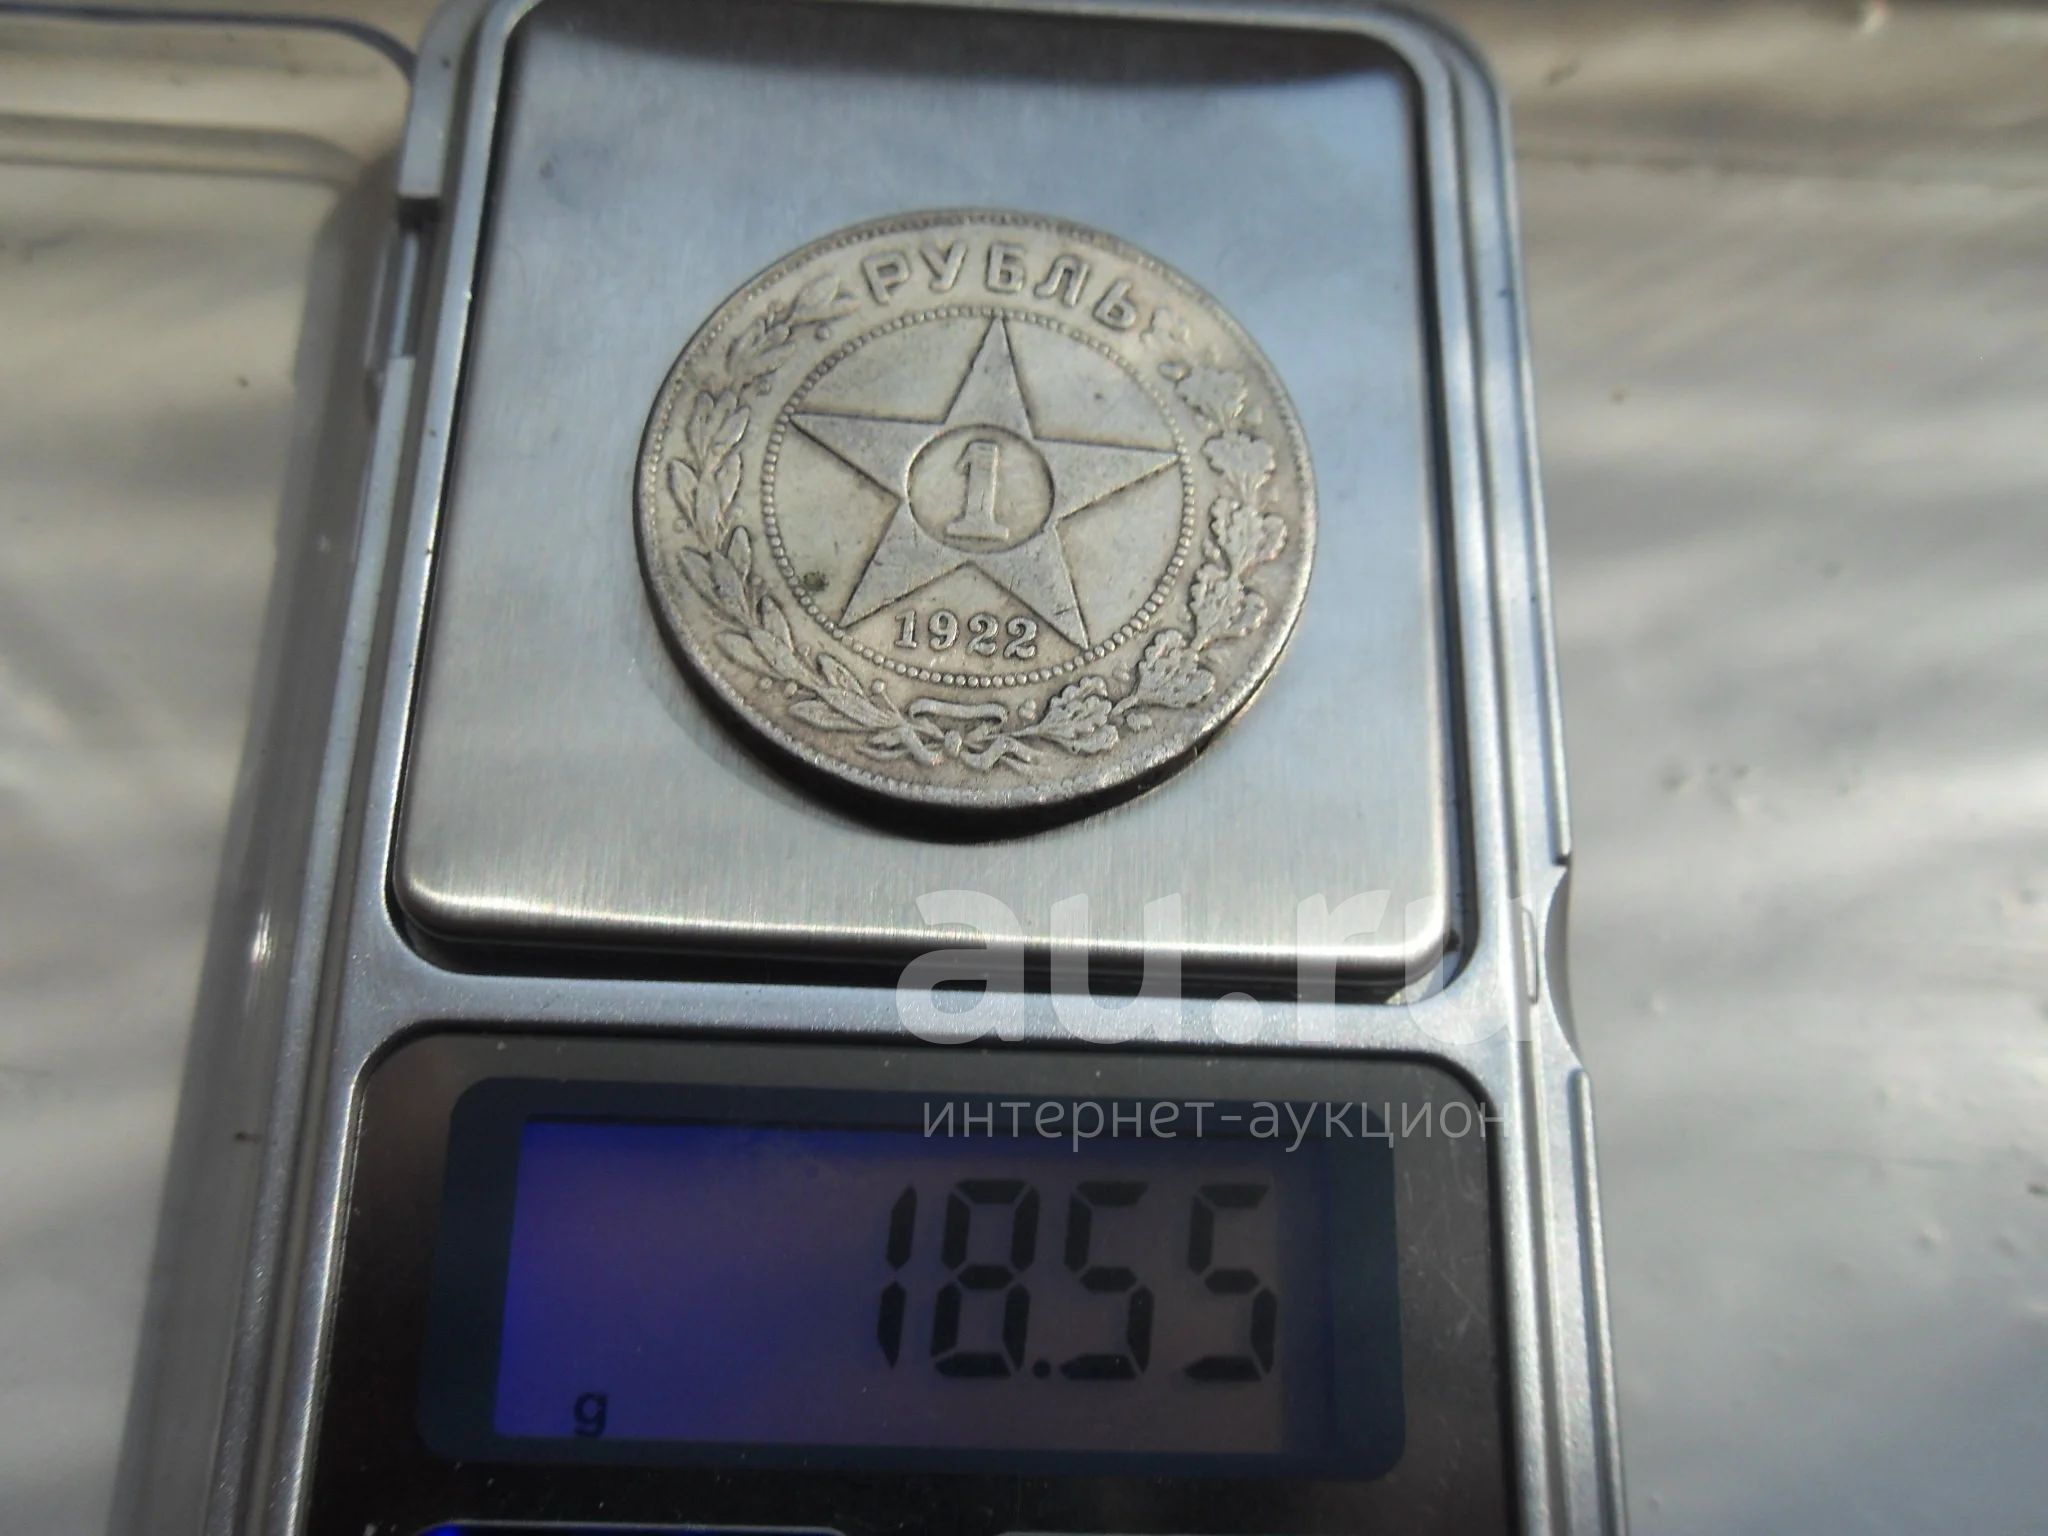 РУБЛЬ
1
1922
au.ru
интернет-аукцион
18.55
g